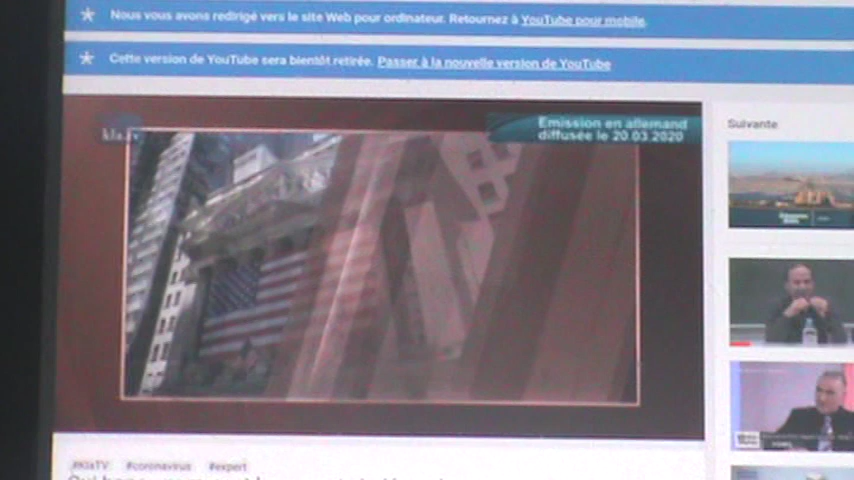 Nous vous avons redirigé vers le site Web pour ordinateur. Retournez à YouTube pour mobile.
Cette version de YouTube sera bientôt retirée. Passer à la nouvelle version de YouTube
kla.tv
Emission en allemand
diffusée le 20.03.2020
Suivante
#KlaTV #coronavirus #expert